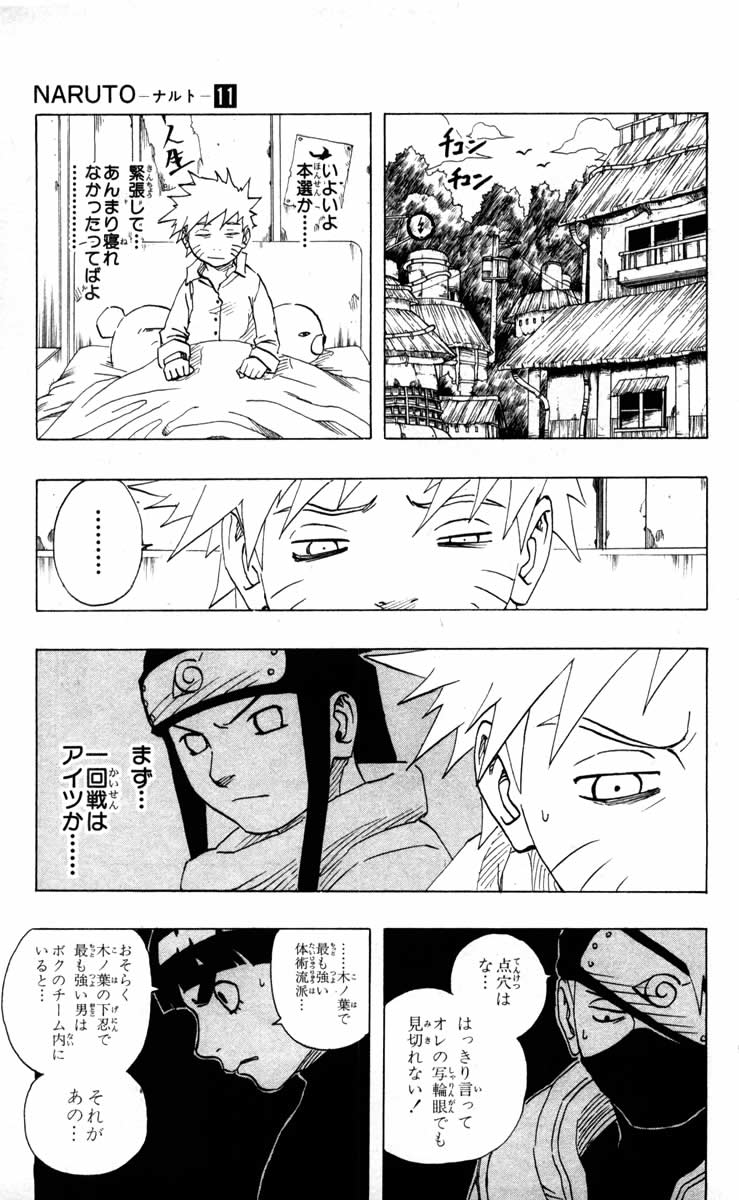 NARUTO―ナルト―11
チュン
チュン
人生
いよいよ
本選か………
緊張して…
あんまり寝れ
なかったってばよ
…………
………
まず…
一回戦は
アイツか……
点穴は
な…
はっきり言って
オレの写輪眼でも
見切れない！
……木ノ葉で
最も強い
体術流派…
おそらく
木ノ葉の下忍で
最も強い男は
ボクのチーム内に
いると…
それが
あの…